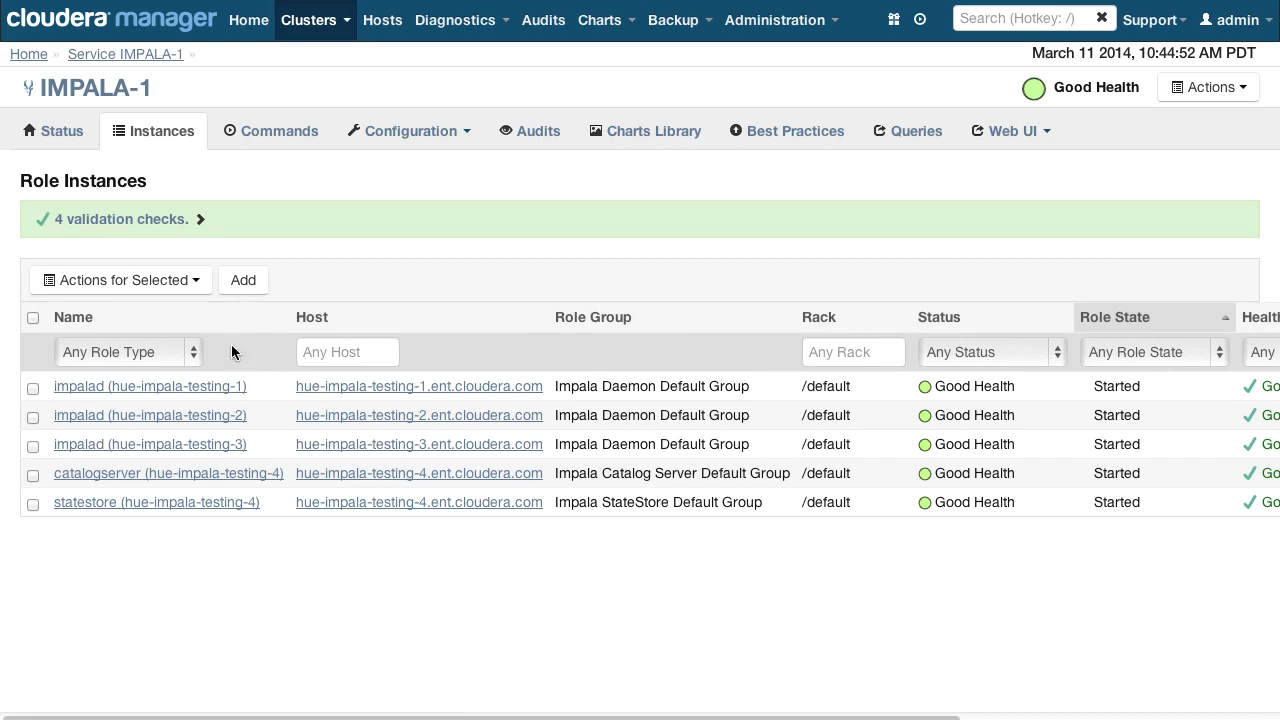 cloudera manager Home Clusters Hosts Diagnostics Audits Charts Backup Administration Search (Hotkey: /) Support admin
Home » Service IMPALA-1 » March 11 2014, 10:44:52 AM PDT
IMPALA-1 Good Health Actions
Status Instances Commands Configuration Audits Charts Library Best Practices Queries Web UI
Role Instances
4 validation checks.
Actions for Selected Add
Name Host Role Group Rack Status Role State Health
Any Role Type Any Host Any Rack Any Status Any Role State Any
impalad (hue-impala-testing-1) hue-impala-testing-1.ent.cloudera.com Impala Daemon Default Group /default Good Health Started Go
impalad (hue-impala-testing-2) hue-impala-testing-2.ent.cloudera.com Impala Daemon Default Group /default Good Health Started Go
impalad (hue-impala-testing-3) hue-impala-testing-3.ent.cloudera.com Impala Daemon Default Group /default Good Health Started Go
catalogserver (hue-impala-testing-4) hue-impala-testing-4.ent.cloudera.com Impala Catalog Server Default Group /default Good Health Started Go
statestore (hue-impala-testing-4) hue-impala-testing-4.ent.cloudera.com Impala StateStore Default Group /default Good Health Started Go